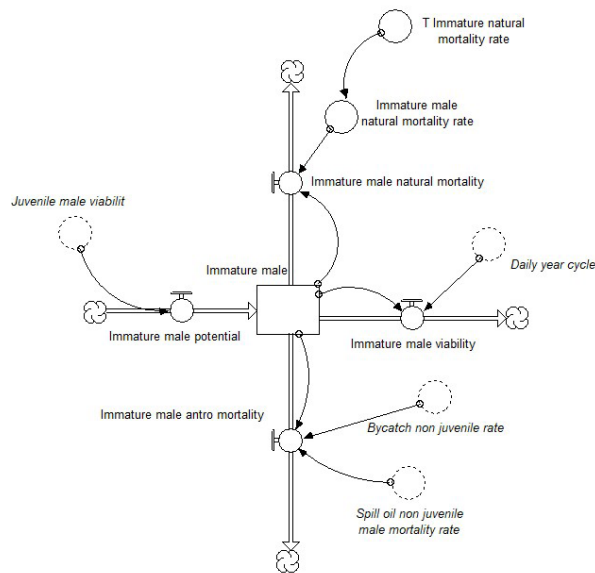 T Immature natural
mortality rate
Immature male
natural mortality rate
Immature male natural mortality
Juvenile male viabilit
Immature male
Daily year cycle
Immature male potential
Immature male viability
Immature male antro mortality
Bycatch non juvenile rate
Spill oil non juvenile
male mortality rate